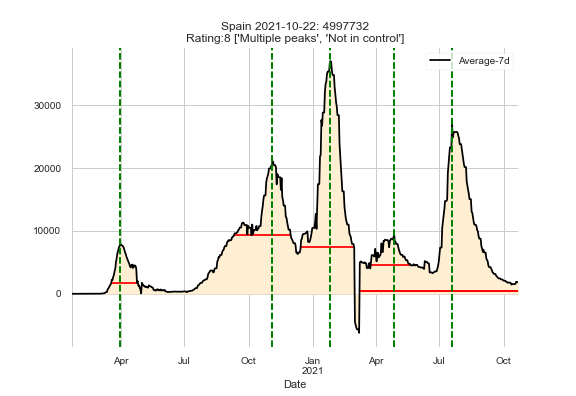 Spain 2021-10-22: 4997732
Rating:8 ['Multiple peaks', 'Not in control']
Average-7d
30000
20000
10000
0
Apr Jul Oct Jan Apr Jul Oct
2021
Date